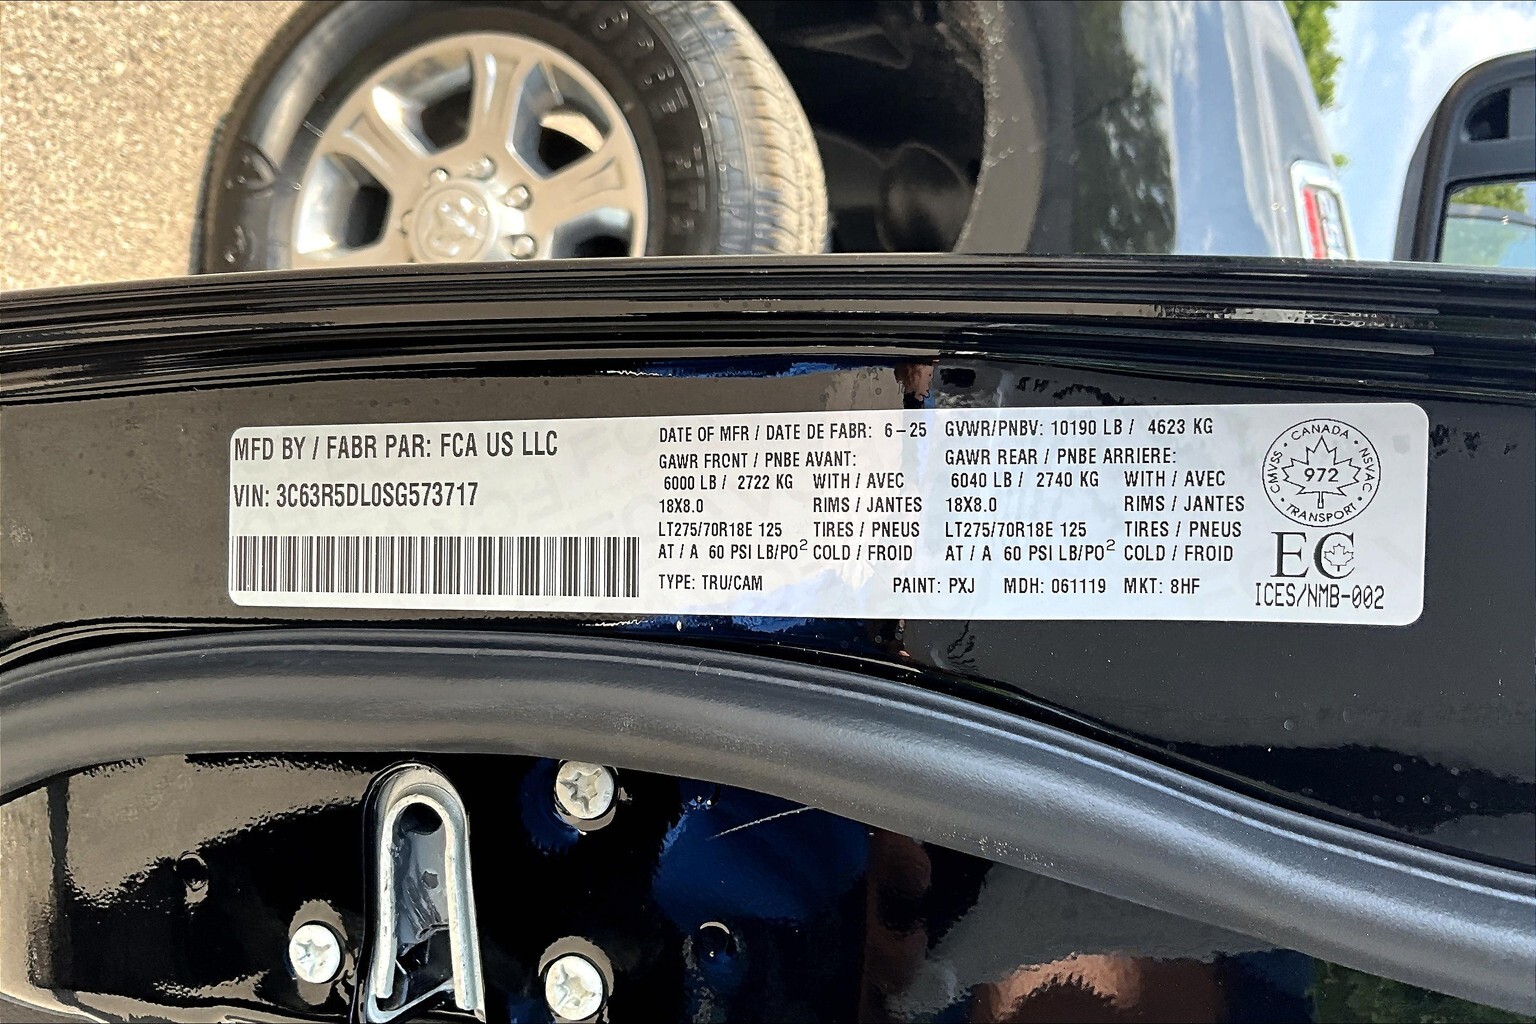 MFD BY / FABR PAR: FCA US LLC
VIN: 3C63R5DL0SG573717
DATE OF MFR / DATE DE FABR: 6-25 GVWR/PNBV: 10190 LB / 4623 KG
GAWR FRONT / PNBE AVANT: GAWR REAR / PNBE ARRIERE:
6000 LB / 2722 KG WITH / AVEC 6040 LB / 2740 KG WITH / AVEC
18X8.0 RIMS / JANTES 18X8.0 RIMS / JANTES
LT275/70R18E 125 TIRES / PNEUS LT275/70R18E 125 TIRES / PNEUS
AT / A 60 PSI LB/PO² COLD / FROID AT / A 60 PSI LB/PO² COLD / FROID
TYPE: TRU/CAM PAINT: PXJ MDH: 061119 MKT: 8HF
CANADA
CMVSS 972 NSVAC
TRANSPORT
EC
ICES/NMB-002